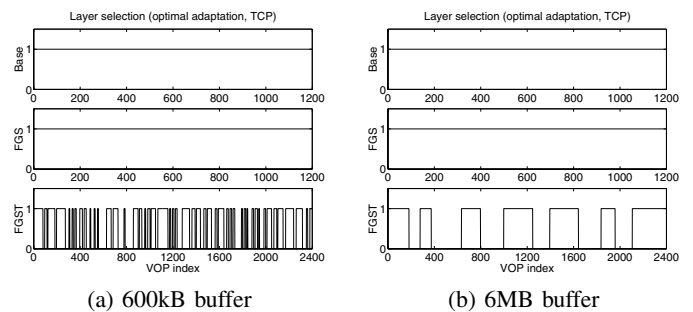 Layer selection (optimal adaptation, TCP)
Base
1
0
0 200 400 600 800 1000 1200
FGS
1
0
0 200 400 600 800 1000 1200
FGST
1
0
0 400 800 1200 1600 2000 2400
VOP index
(a) 600kB buffer
Layer selection (optimal adaptation, TCP)
Base
1
0
0 200 400 600 800 1000 1200
FGS
1
0
0 200 400 600 800 1000 1200
FGST
1
0
0 400 800 1200 1600 2000 2400
VOP index
(b) 6MB buffer